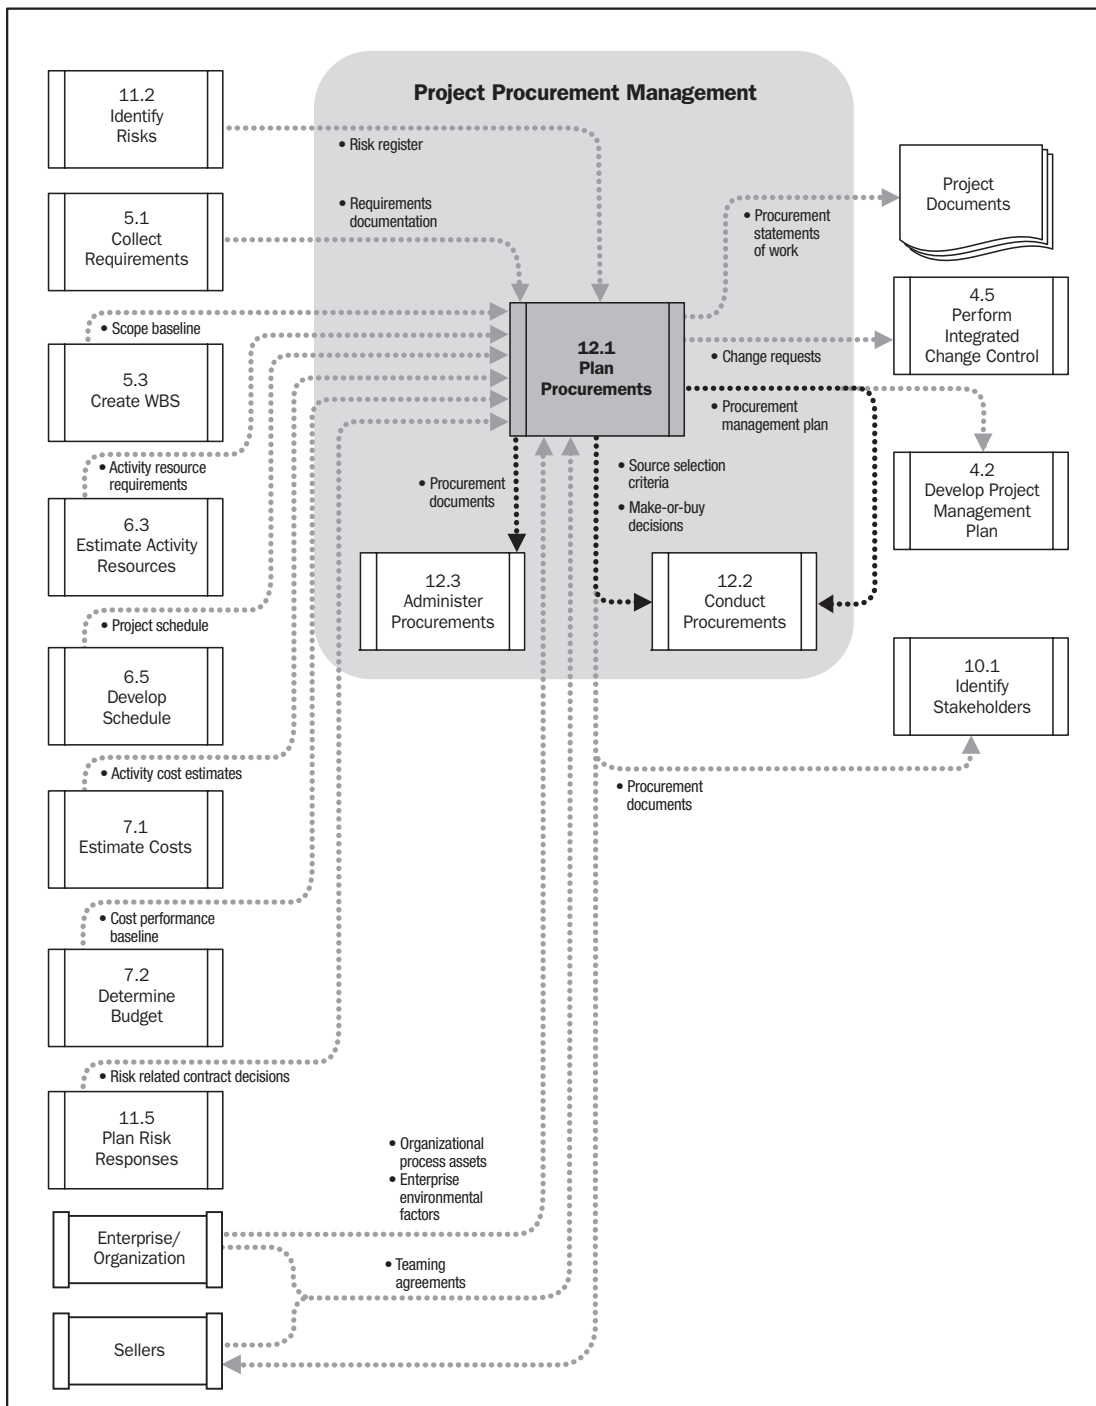 Project Procurement Management
11.2
Identify
Risks
• Risk register
5.1
Collect
Requirements
• Requirements
documentation
• Procurement
statements
of work
Project
Documents
4.5
Perform
Integrated
Change Control
• Scope baseline
12.1
Plan
Procurements
• Change requests
5.3
Create WBS
• Procurement
management plan
• Activity resource
requirements
• Procurement
documents
• Source selection
criteria
• Make-or-buy
decisions
4.2
Develop Project
Management
Plan
6.3
Estimate Activity
Resources
12.3
Administer
Procurements
12.2
Conduct
Procurements
• Project schedule
6.5
Develop
Schedule
10.1
Identify
Stakeholders
• Activity cost estimates
• Procurement
documents
7.1
Estimate Costs
• Cost performance
baseline
7.2
Determine
Budget
• Risk related contract decisions
11.5
Plan Risk
Responses
• Organizational
process assets
• Enterprise
environmental
factors
Enterprise/
Organization
• Teaming
agreements
Sellers